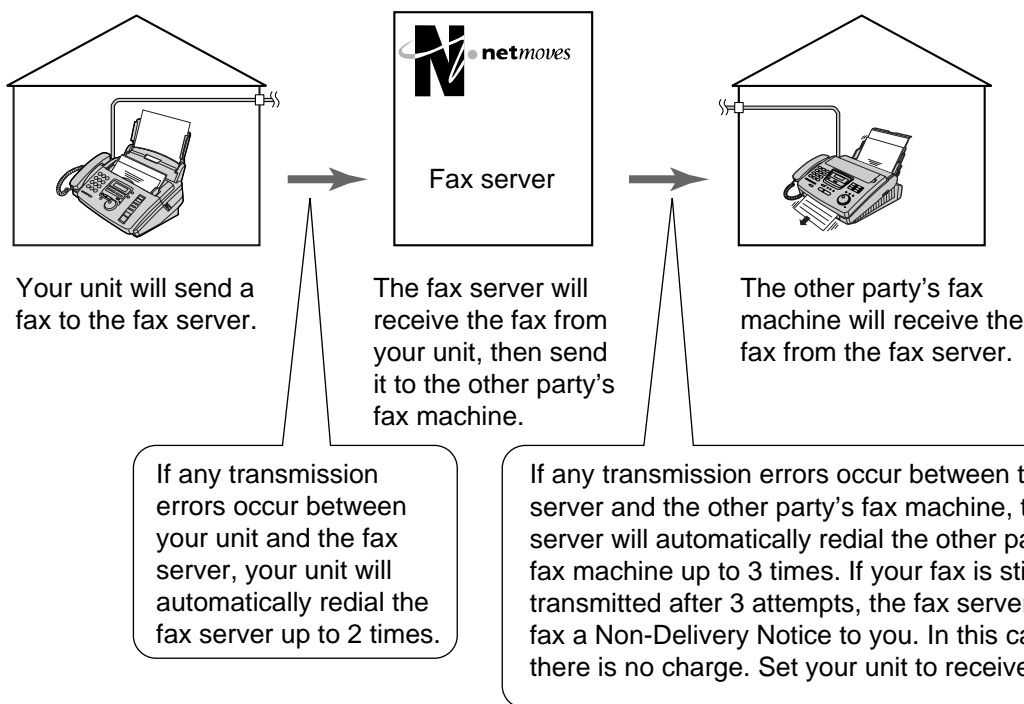 netmoves
Fax server
Your unit will send a
fax to the fax server.
The fax server will
receive the fax from
your unit, then send
it to the other party's
fax machine.
The other party's fax
machine will receive the
fax from the fax server.
If any transmission
errors occur between
your unit and the fax
server, your unit will
automatically redial the
fax server up to 2 times.
If any transmission errors occur between
server and the other party's fax machine,
server will automatically redial the other
fax machine up to 3 times. If your fax is
transmitted after 3 attempts, the fax server
fax a Non-Delivery Notice to you. In this
there is no charge. Set your unit to receive